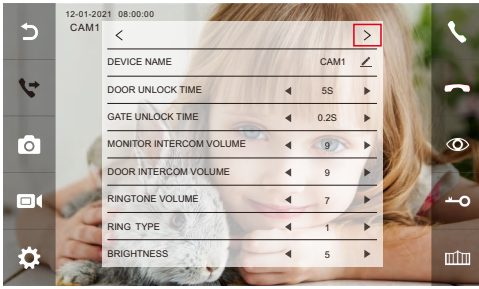 12-01-2021 08:00:00
CAM1
DEVICE NAME CAM1
DOOR UNLOCK TIME 5S
GATE UNLOCK TIME 0.2S
MONITOR INTERCOM VOLUME 9
DOOR INTERCOM VOLUME 9
RINGTONE VOLUME 7
RING TYPE 1
BRIGHTNESS 5